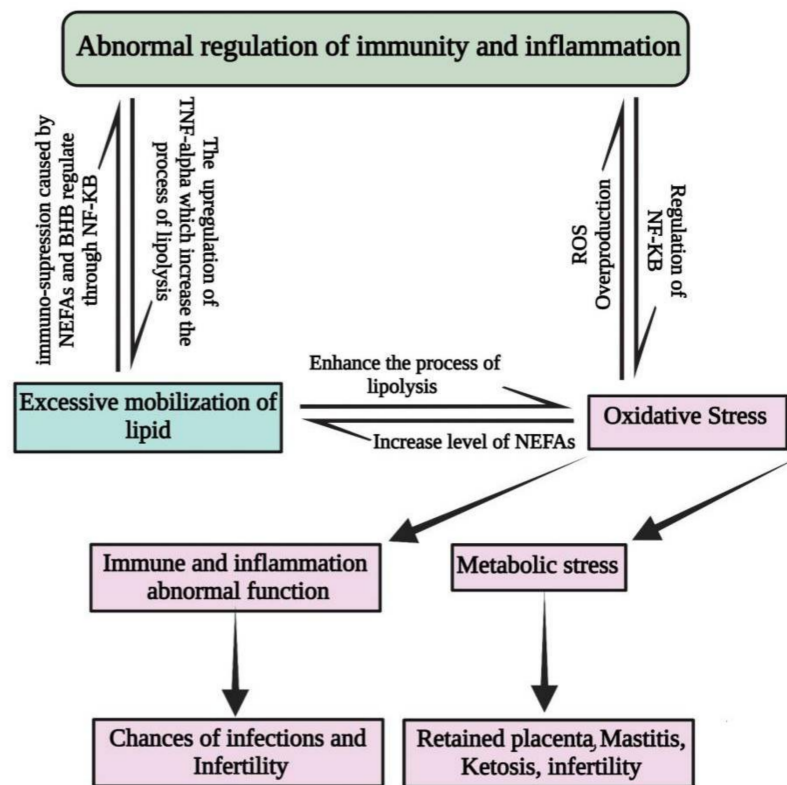 Abnormal regulation of immunity and inflammation
immuno-supression caused by
NEFAs and BHB regulate
through NF-KB
The upregulation of
TNF-alpha which increase the
process of lipolysis
ROS
Overproduction
Regulation of
NF-KB
Enhance the process of
lipolysis
Excessive mobilization of
lipid
Increase level of NEFAs
Oxidative Stress
Immune and inflammation
abnormal function
Metabolic stress
Chances of infections and
Infertility
Retained placenta, Mastitis,
Ketosis, infertility